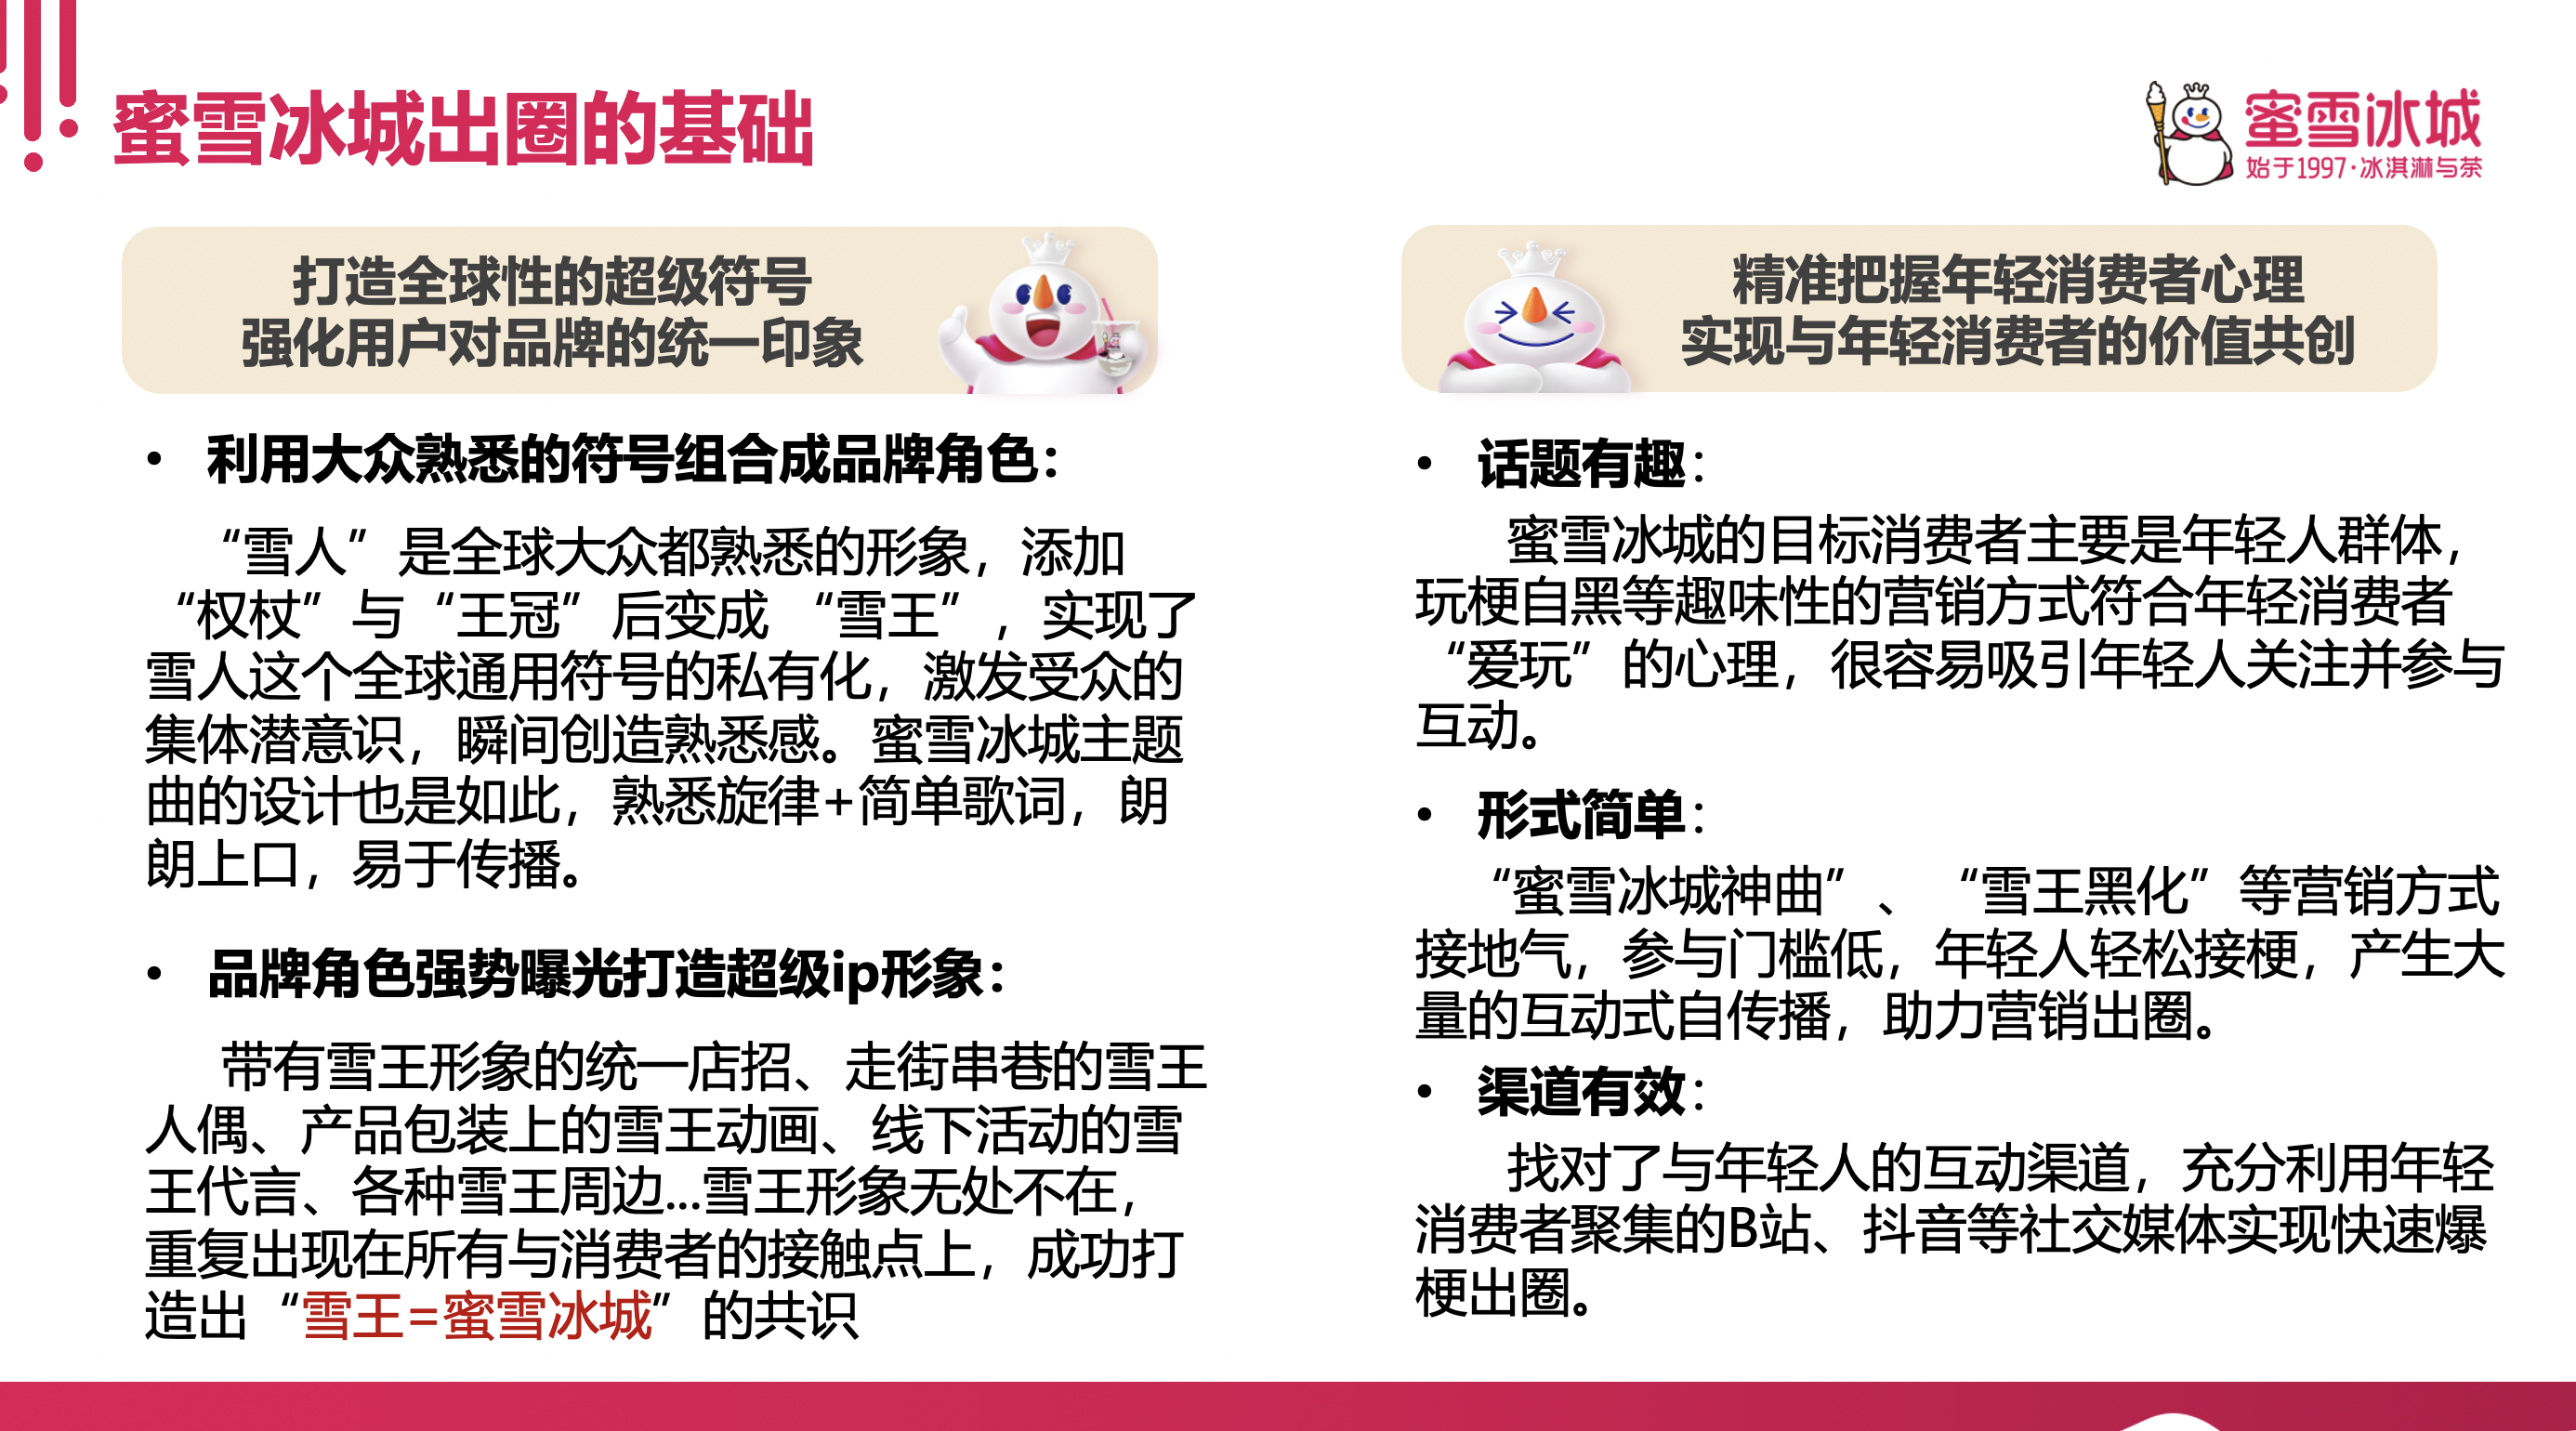 蜜雪冰城出圈的基础
蜜雪冰城
始于1997·冰淇淋与茶
打造全球性的超级符号
强化用户对品牌的统一印象
• 利用大众熟悉的符号组合成品牌角色：
“雪人”是全球大众都熟悉的形象，添加
“权杖”与“王冠”后变成 “雪王”，实现了
雪人这个全球通用符号的私有化，激发受众的
集体潜意识，瞬间创造熟悉感。蜜雪冰城主题
曲的设计也是如此，熟悉旋律+简单歌词，朗
朗上口，易于传播。
• 品牌角色强势曝光打造超级ip形象：
带有雪王形象的统一店招、走街串巷的雪王
人偶、产品包装上的雪王动画、线下活动的雪
王代言、各种雪王周边...雪王形象无处不在，
重复出现在所有与消费者的接触点上，成功打
造出“雪王=蜜雪冰城”的共识
精准把握年轻消费者心理
实现与年轻消费者的价值共创
• 话题有趣：
蜜雪冰城的目标消费者主要是年轻人群体，
玩梗自黑等趣味性的营销方式符合年轻消费者
“爱玩”的心理，很容易吸引年轻人关注并参与
互动。
• 形式简单：
“蜜雪冰城神曲”、 “雪王黑化”等营销方式
接地气，参与门槛低，年轻人轻松接梗，产生大
量的互动式自传播，助力营销出圈。
• 渠道有效：
找对了与年轻人的互动渠道，充分利用年轻
消费者聚集的B站、抖音等社交媒体实现快速爆
梗出圈。